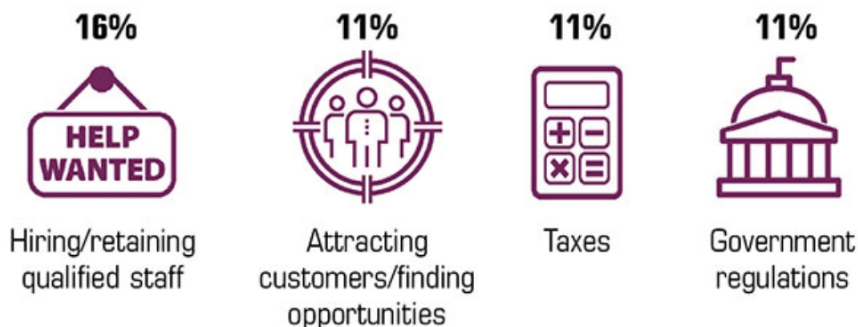 16%
11%
11%
11%
HELP
WANTED
Hiring/retaining
qualified staff
Attracting
customers/finding
opportunities
Taxes
Government
regulations